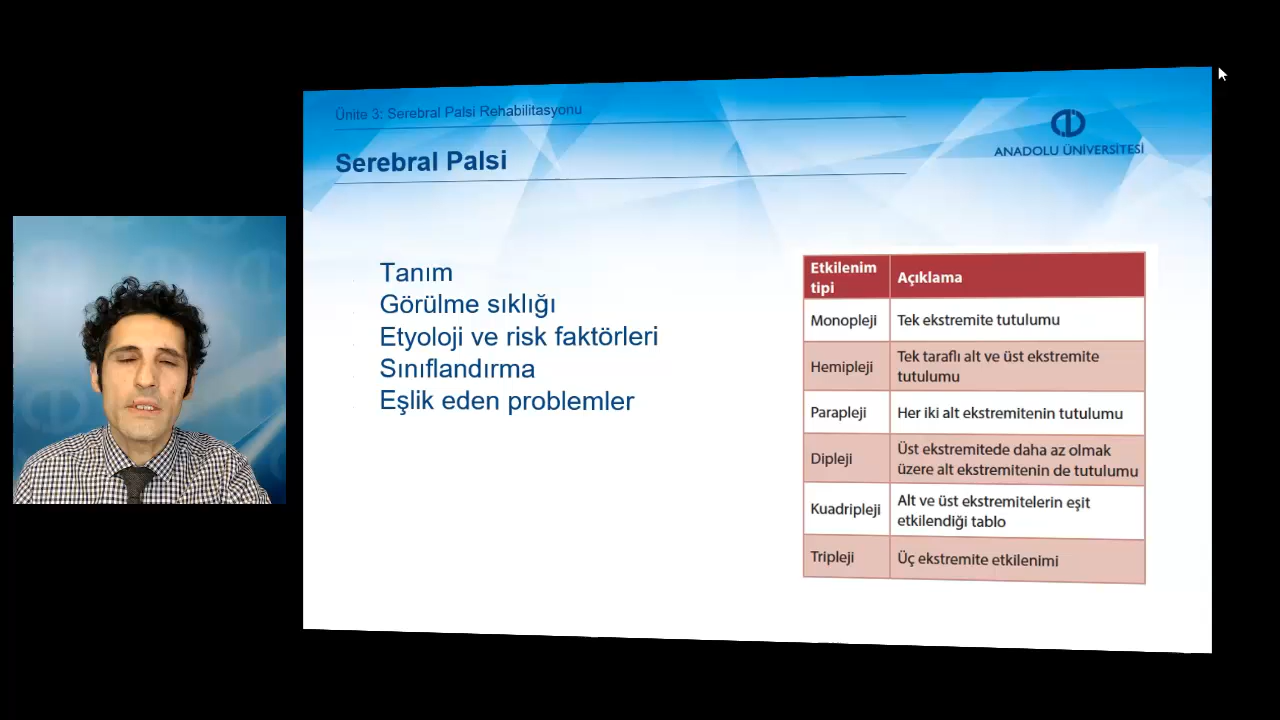 Ünite 3: Serebral Palsi Rehabilitasyonu
ANADOLU ÜNİVERSİTESİ
Serebral Palsi
Tanım
Görülme sıklığı
Etyoloji ve risk faktörleri
Sınıflandırma
Eşlik eden problemler
Etkilenim
tipi
Açıklama
Monopleji
Tek ekstremite tutulumu
Hemipleji
Tek taraflı alt ve üst ekstremite
tutulumu
Parapleji
Her iki alt ekstremitenin tutulumu
Dipleji
Üst ekstremitede daha az olmak
üzere alt ekstremitenin de tutulumu
Kuadripleji
Alt ve üst ekstremitelerin eşit
etkilendiği tablo
Tripleji
Üç ekstremite etkilenimi